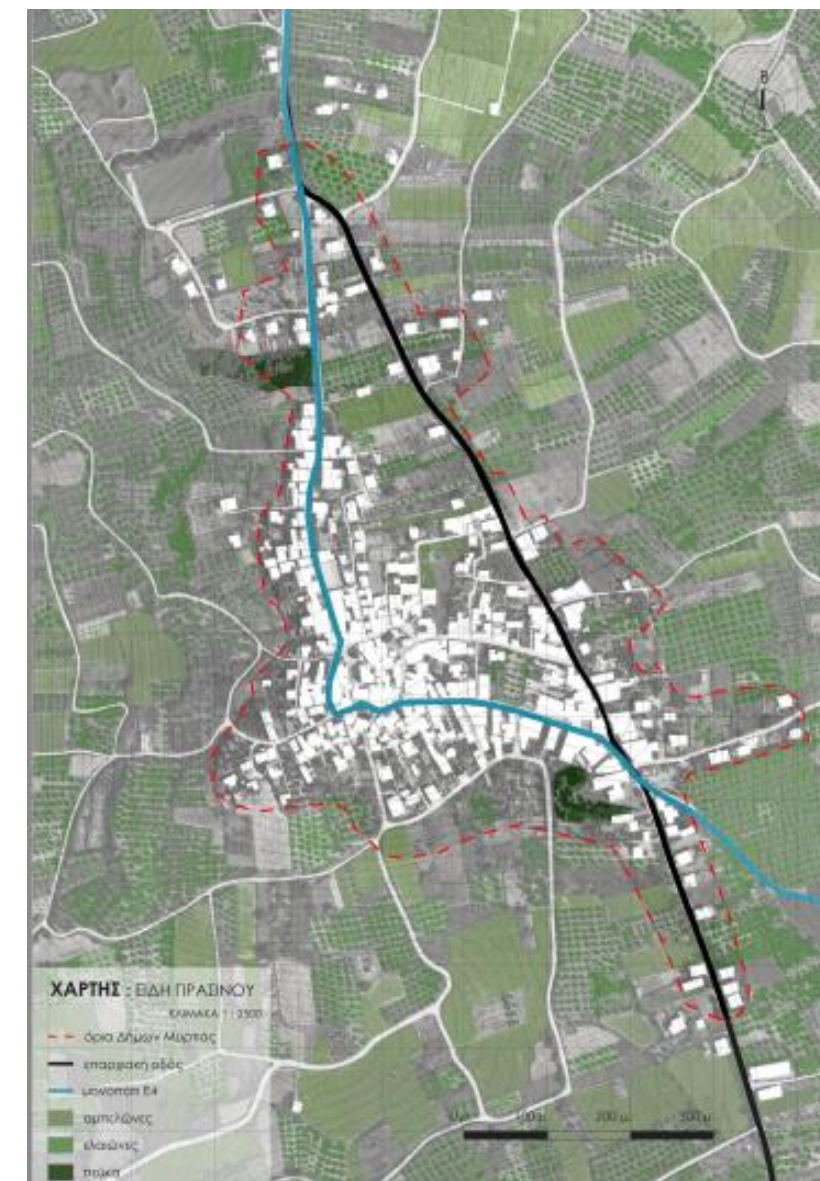 Β
ΧΑΡΤΗΣ : ΕΙΔΗ ΠΡΑΣΙΝΟΥ
ΚΛΙΜΑΚΑ 1 : 2500
όρια Δήμων Μυρτιάς
επαρχιακή οδός
μονοπάτι Ε4
αμπελώνες
ελαιώνες
πεύκα
100 μ.
200 μ.
300 μ.